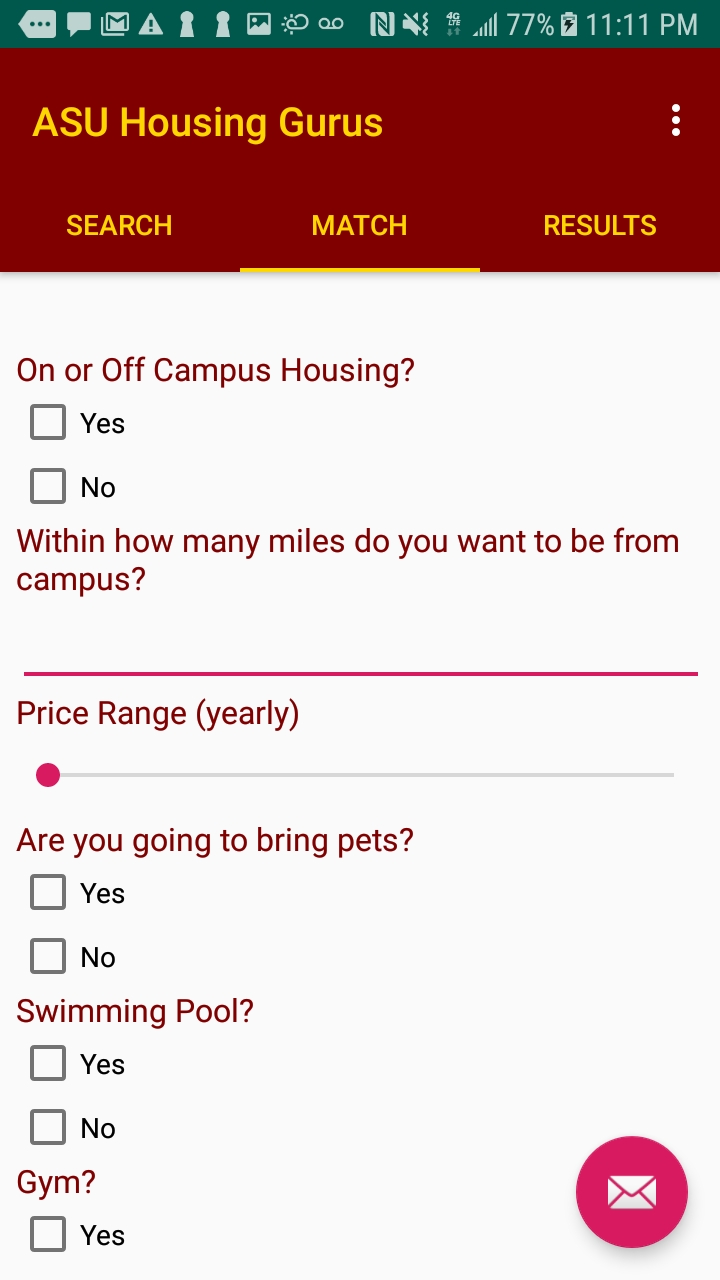 77% 11:11 PM
ASU Housing Gurus
SEARCH MATCH RESULTS
On or Off Campus Housing?
Yes
No
Within how many miles do you want to be from
campus?
Price Range (yearly)
Are you going to bring pets?
Yes
No
Swimming Pool?
Yes
No
Gym?
Yes